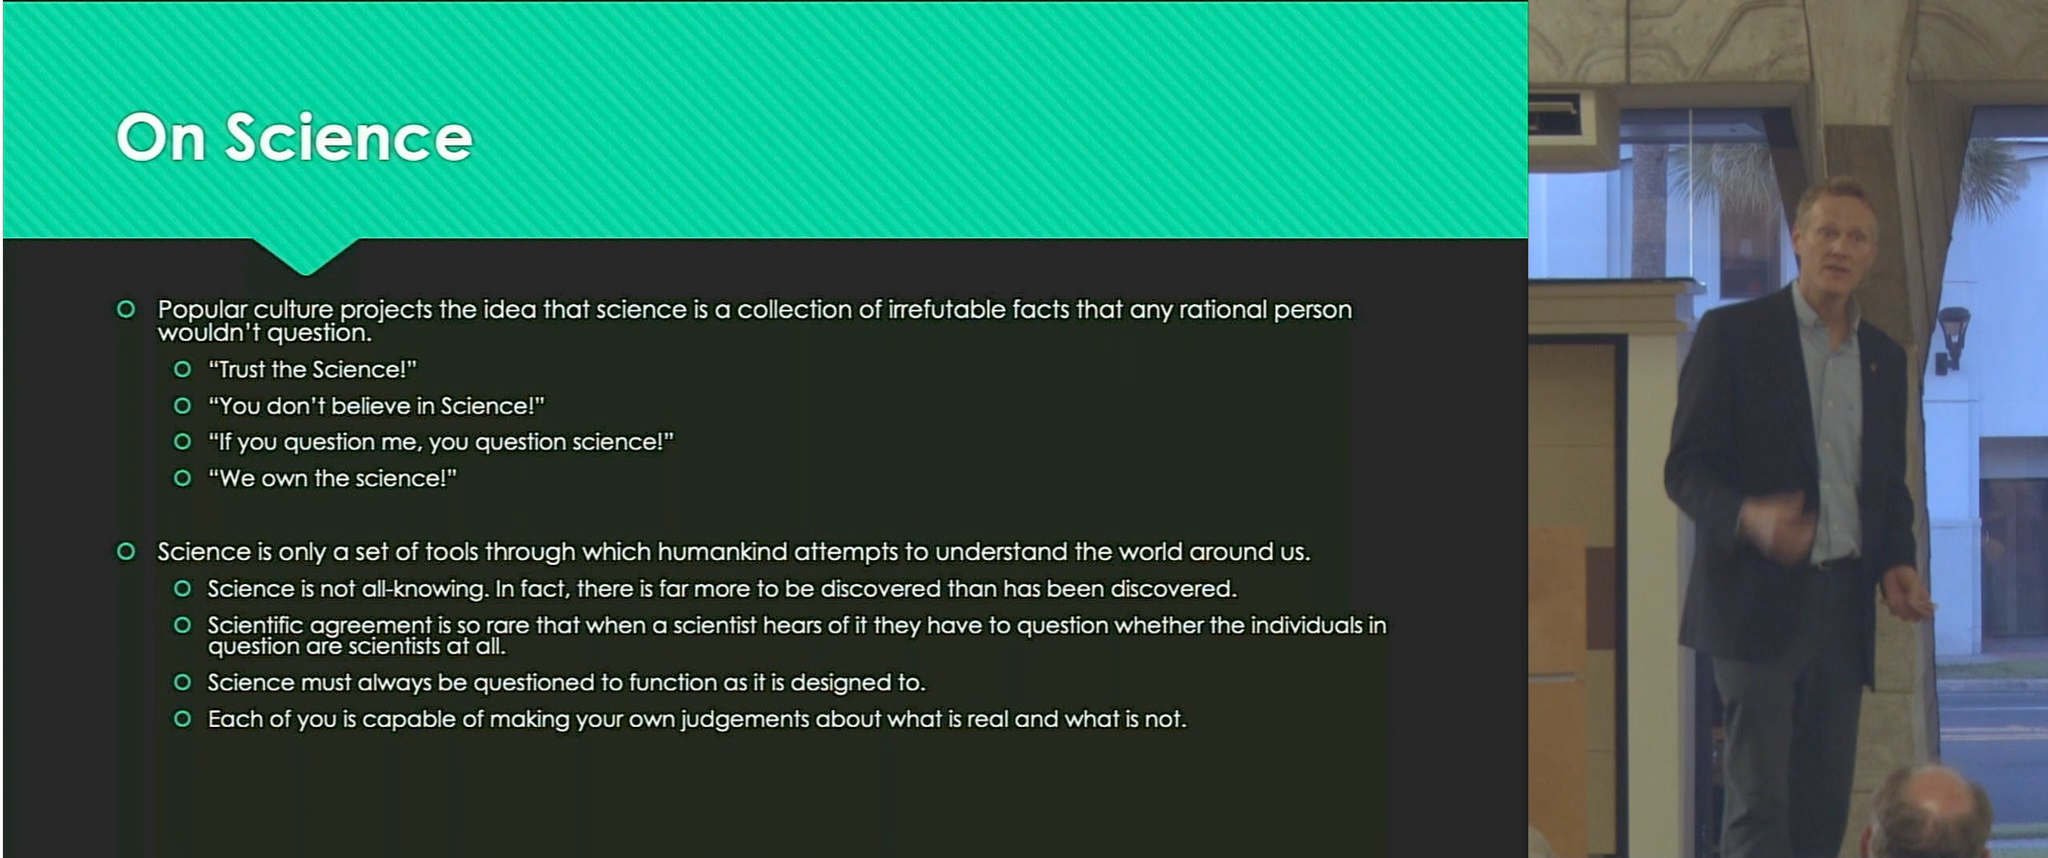 On Science
Popular culture projects the idea that science is a collection of irrefutable facts that any rational person
wouldn’t question.
“Trust the Science!”
“You don’t believe in Science!”
“If you question me, you question science!”
“We own the science!”
Science is only a set of tools through which humankind attempts to understand the world around us.
Science is not all-knowing. In fact, there is far more to be discovered than has been discovered.
Scientific agreement is so rare that when a scientist hears of it they have to question whether the individuals in
question are scientists at all.
Science must always be questioned to function as it is designed to.
Each of you is capable of making your own judgements about what is real and what is not.